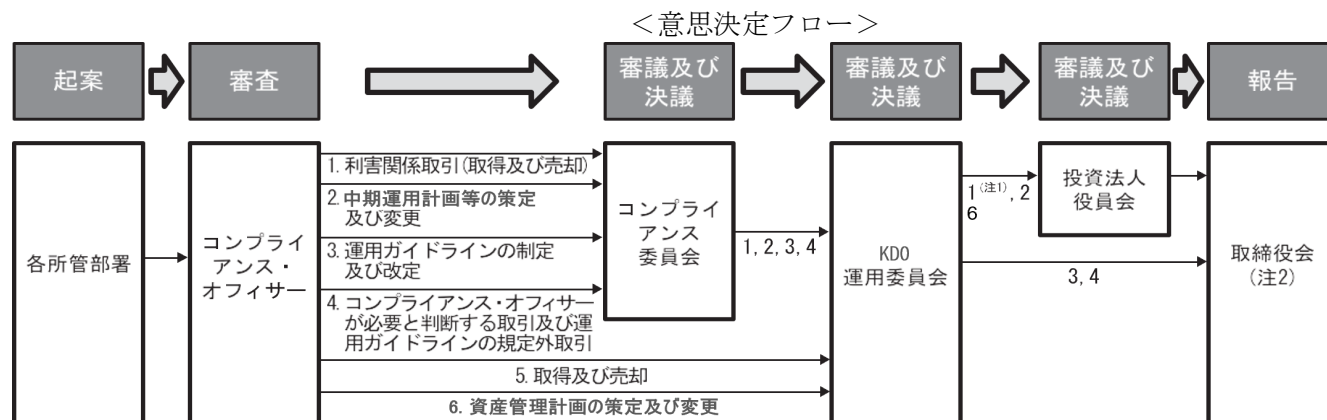 ＜意思決定フロー＞
起案
審査
審議及び
決議
審議及び
決議
審議及び
決議
報告
各所管部署
コンプライ
アンス・
オフィサー
1. 利害関係取引(取得及び売却)
2. 中期運用計画等の策定
及び変更
3. 運用ガイドラインの制定
及び改定
4. コンプライアンス・オフィサー
が必要と判断する取引及び運
用ガイドラインの規定外取引
5. 取得及び売却
6. 資産管理計画の策定及び変更
コンプライ
アンス
委員会
1, 2, 3, 4
KDO
運用委員会
1(注1), 2
6
3, 4
投資法人
役員会
取締役会
(注2)